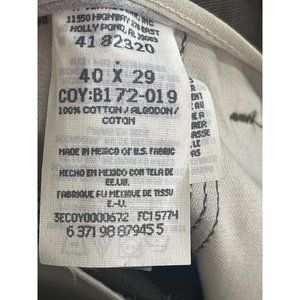 11550 HIGHWAY 278 EAST
HOLLY POND, AL 35083
4182320
40 X 29
COY:B172-019
100% COTTON / ALGODON /
COTON
MADE IN MEXICO OF U.S. FABRIC
HECHO EN MEXICO CON TELA DE
EE.UU.
FABRIQUE AU MEXIQUE DE TISSU
E.-U.
3ECOY0000672 FC15774
6 37198 87945 5
AU